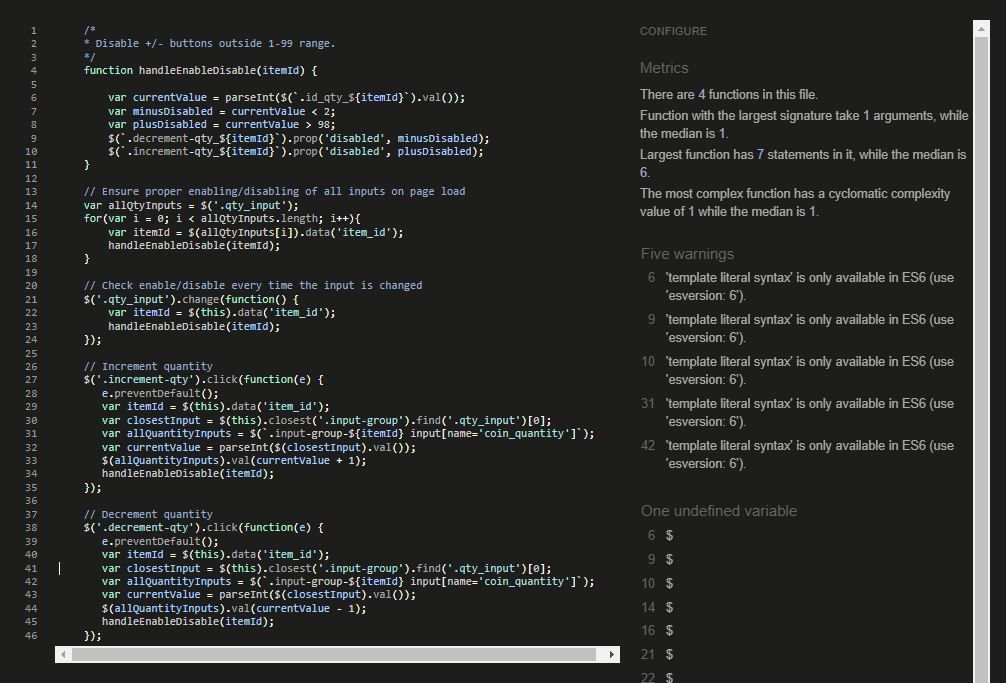 1 /*
2 * Disable +/- buttons outside 1-99 range.
3 */
4 function handleEnableDisable(itemId) {
5
6 var currentValue = parseInt($(`.id_qty_${itemId}`).val());
7 var minusDisabled = currentValue < 2;
8 var plusDisabled = currentValue > 98;
9 $(`.decrement-qty_${itemId}`).prop('disabled', minusDisabled);
10 $(`.increment-qty_${itemId}`).prop('disabled', plusDisabled);
11 }
12
13 // Ensure proper enabling/disabling of all inputs on page load
14 var allQtyInputs = $('.qty_input');
15 for(var i = 0; i < allQtyInputs.length; i++){
16 var itemId = $(allQtyInputs[i]).data('item_id');
17 handleEnableDisable(itemId);
18 }
19
20 // Check enable/disable every time the input is changed
21 $('.qty_input').change(function() {
22 var itemId = $(this).data('item_id');
23 handleEnableDisable(itemId);
24 });
25
26 // Increment quantity
27 $('.increment-qty').click(function(e) {
28 e.preventDefault();
29 var itemId = $(this).data('item_id');
30 var closestInput = $(this).closest('.input-group').find('.qty_input')[0];
31 var allQuantityInputs = $(`.input-group-${itemId} input[name='coin_quantity']`);
32 var currentValue = parseInt($(closestInput).val());
33 $(allQuantityInputs).val(currentValue + 1);
34 handleEnableDisable(itemId);
35 });
36
37 // Decrement quantity
38 $('.decrement-qty').click(function(e) {
39 e.preventDefault();
40 var itemId = $(this).data('item_id');
41 var closestInput = $(this).closest('.input-group').find('.qty_input')[0];
42 var allQuantityInputs = $(`.input-group-${itemId} input[name='coin_quantity']`);
43 var currentValue = parseInt($(closestInput).val());
44 $(allQuantityInputs).val(currentValue - 1);
45 handleEnableDisable(itemId);
46 });
CONFIGURE
Metrics
There are 4 functions in this file.
Function with the largest signature take 1 arguments, while
the median is 1.
Largest function has 7 statements in it, while the median is
6.
The most complex function has a cyclomatic complexity
value of 1 while the median is 1.
Five warnings
6 'template literal syntax' is only available in ES6 (use
'esversion: 6').
9 'template literal syntax' is only available in ES6 (use
'esversion: 6').
10 'template literal syntax' is only available in ES6 (use
'esversion: 6').
31 'template literal syntax' is only available in ES6 (use
'esversion: 6').
42 'template literal syntax' is only available in ES6 (use
'esversion: 6').
One undefined variable
6 $
9 $
10 $
14 $
16 $
21 $
22 $